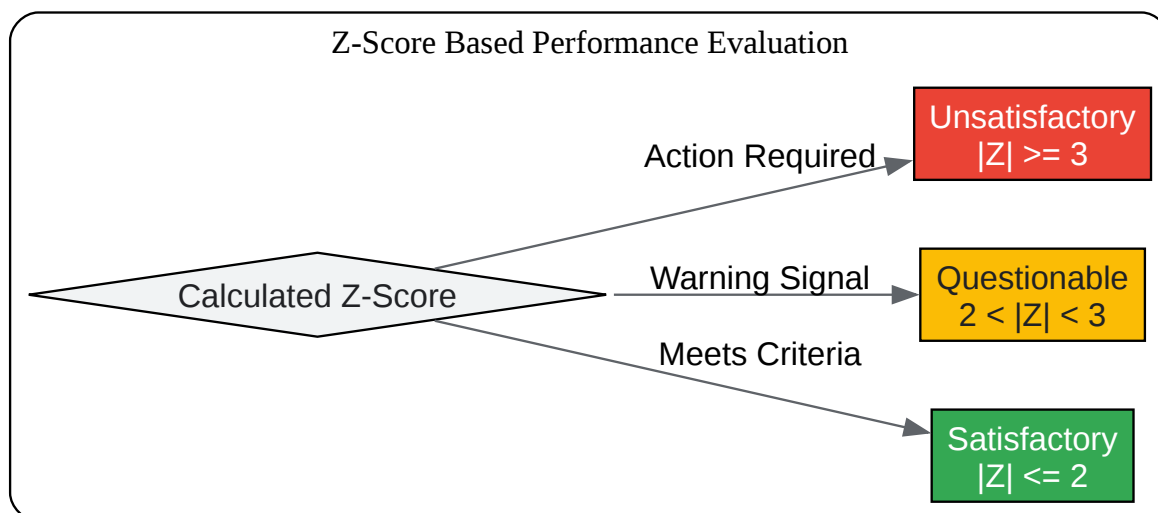 Z-Score Based Performance Evaluation
Unsatisfactory
|Z| >= 3
Action Required
Calculated Z-Score
Warning Signal
Questionable
2 < |Z| < 3
Meets Criteria
Satisfactory
|Z| <= 2